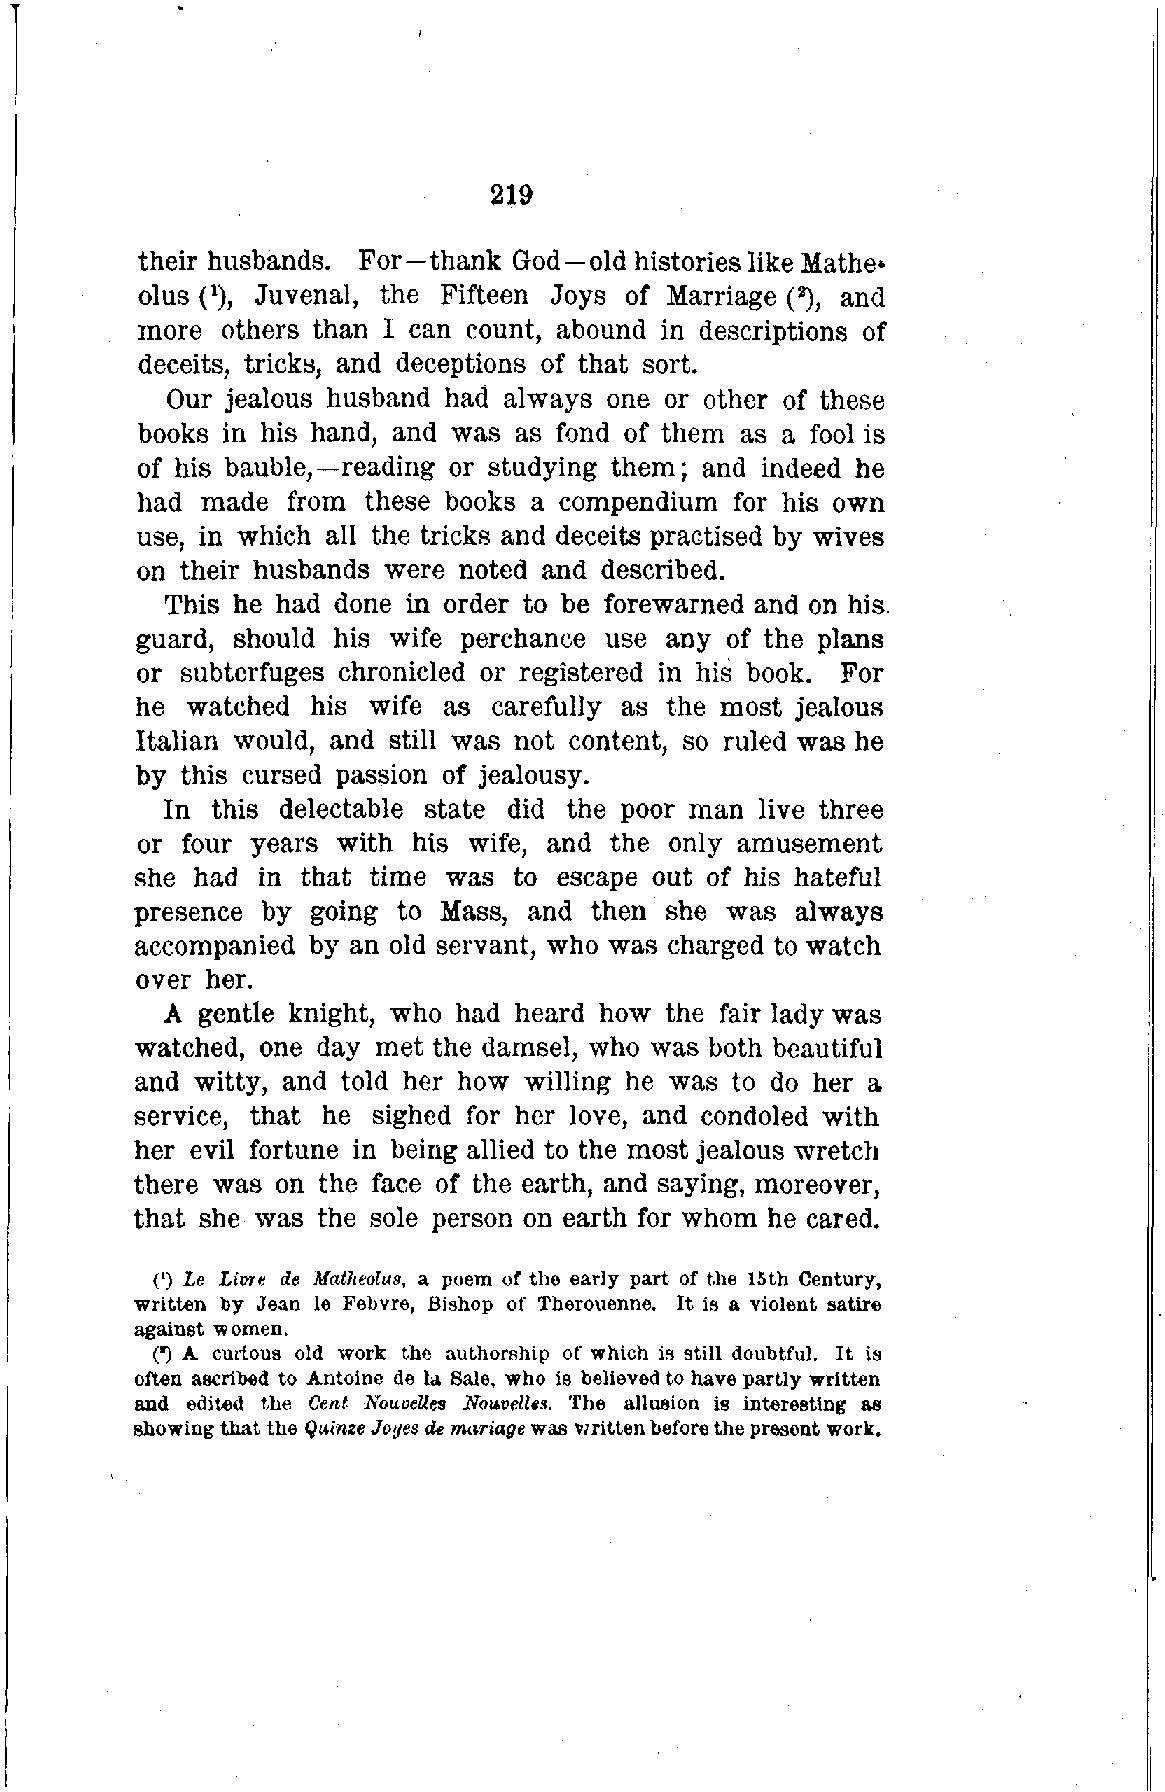 219
their husbands. For—thank God—old histories like Mathe-
olus (¹), Juvenal, the Fifteen Joys of Marriage (²), and
more others than I can count, abound in descriptions of
deceits, tricks, and deceptions of that sort.
Our jealous husband had always one or other of these
books in his hand, and was as fond of them as a fool is
of his bauble,—reading or studying them; and indeed he
had made from these books a compendium for his own
use, in which all the tricks and deceits practised by wives
on their husbands were noted and described.
This he had done in order to be forewarned and on his
guard, should his wife perchance use any of the plans
or subterfuges chronicled or registered in his book. For
he watched his wife as carefully as the most jealous
Italian would, and still was not content, so ruled was he
by this cursed passion of jealousy.
In this delectable state did the poor man live three
or four years with his wife, and the only amusement
she had in that time was to escape out of his hateful
presence by going to Mass, and then she was always
accompanied by an old servant, who was charged to watch
over her.
A gentle knight, who had heard how the fair lady was
watched, one day met the damsel, who was both beautiful
and witty, and told her how willing he was to do her a
service, that he sighed for her love, and condoled with
her evil fortune in being allied to the most jealous wretch
there was on the face of the earth, and saying, moreover,
that she was the sole person on earth for whom he cared.
(¹) Le Livre de Matheolus, a poem of the early part of the 15th Century,
written by Jean le Febvre, Bishop of Therouenne. It is a violent satire
against women.
(²) A curious old work the authorship of which is still doubtful. It is
often ascribed to Antoine de la Sale, who is believed to have partly written
and edited the Cent Nouvelles Nouvelles. The allusion is interesting as
showing that the Quinze Joyes de mariage was written before the present work.